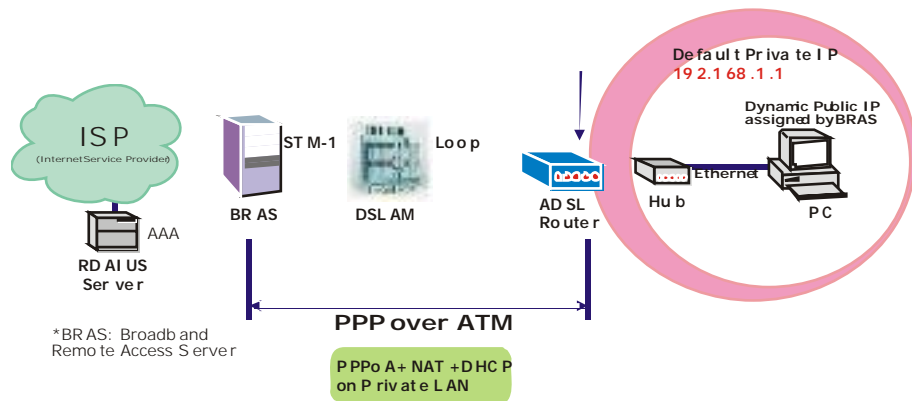 Default Private IP
192.168.1.1
Dynamic Public IP
assigned by BRAS
ISP
(Internet Service Provider)
STM-1
Loop
Ethernet
BRAS
DSLAM
ADSL
Router
Hub
PC
AAA
RDAIUS
Server
PPP over ATM
*BRAS: Broadband
Remote Access Server
PPPoA+ NAT +DHCP
on Private LAN